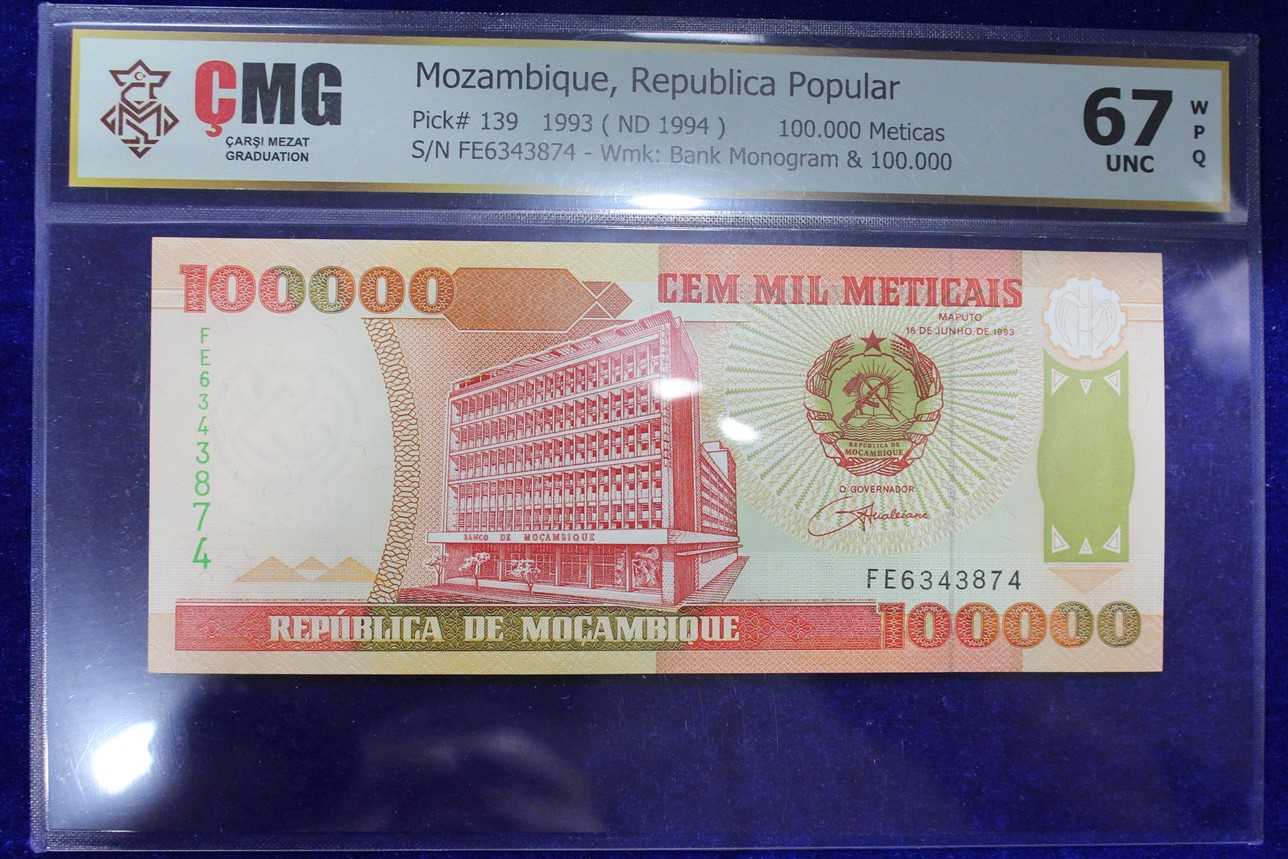 ÇMG
ÇARŞI MEZAT
GRADUATION
Mozambique, Republica Popular
Pick# 139 1993 ( ND 1994 ) 100.000 Meticas
S/N FE6343874 - Wmk: Bank Monogram & 100.000
67
UNC
WPQ
100000
CEM MIL METICAIS
MAPUTO
16 DE JUNHO DE 1993
FE6343874
REPÚBLICA DE
MOÇAMBIQUE
O GOVERNADOR
BANCO DE MOÇAMBIQUE
FE6343874
REPÚBLICA DE MOÇAMBIQUE
100000